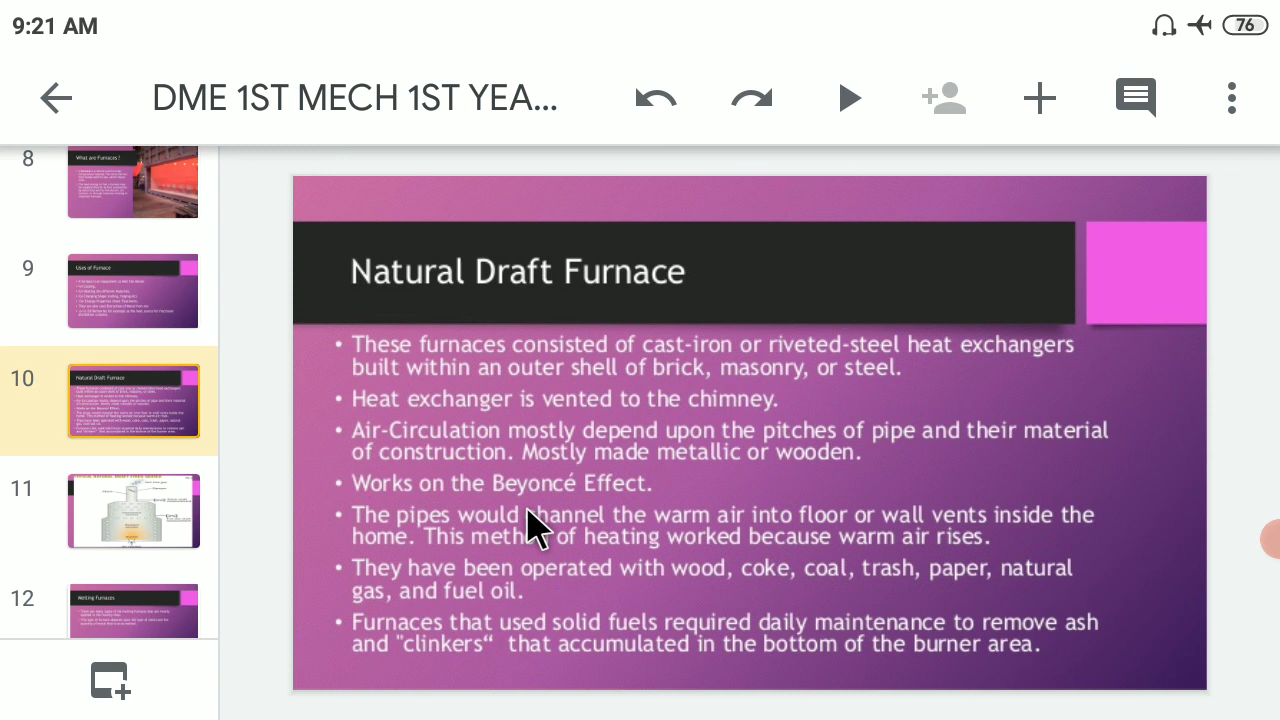 9:21 AM
76
DME 1ST MECH 1ST YEA...
8
What are Furnaces?
9
Uses of Furnace
10
Natural Draft Furnace
11
12
Melting Furnaces
Natural Draft Furnace
• These furnaces consisted of cast-iron or riveted-steel heat exchangers
built within an outer shell of brick, masonry, or steel.
• Heat exchanger is vented to the chimney.
• Air-Circulation mostly depend upon the pitches of pipe and their material
of construction. Mostly made metallic or wooden.
• Works on the Beyoncé Effect.
• The pipes would channel the warm air into floor or wall vents inside the
home. This method of heating worked because warm air rises.
• They have been operated with wood, coke, coal, trash, paper, natural
gas, and fuel oil.
• Furnaces that used solid fuels required daily maintenance to remove ash
and "clinkers“ that accumulated in the bottom of the burner area.